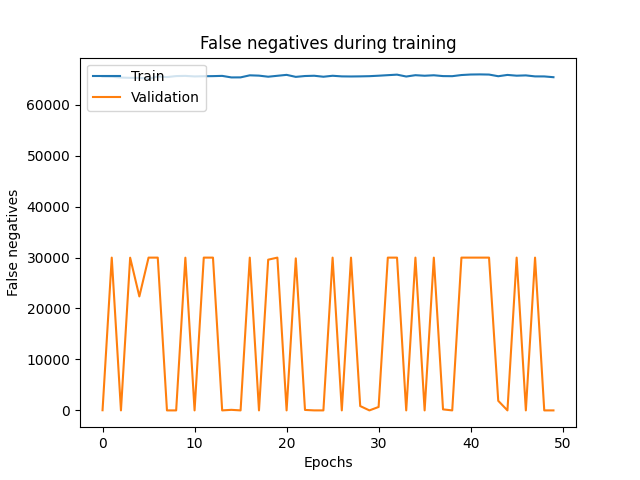 False negatives during training
Train
Validation
False negatives
60000
50000
40000
30000
20000
10000
0
0 10 20 30 40 50
Epochs